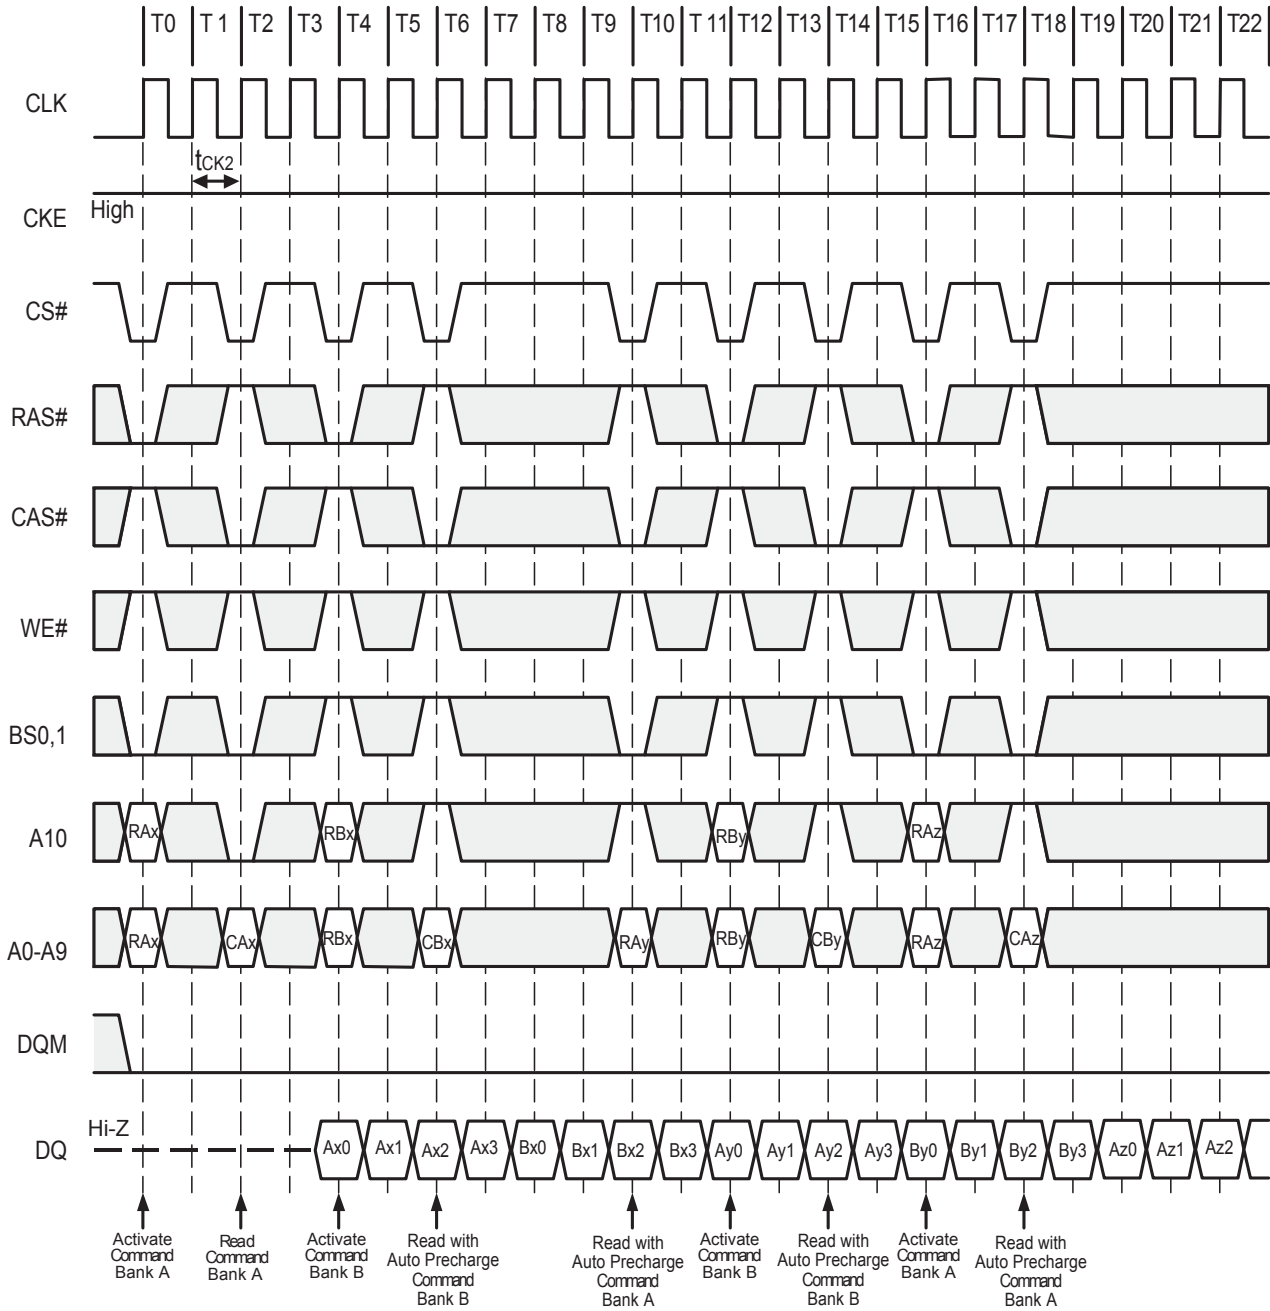 T0 T 1 T2 T3 T4 T5 T6 T7 T8 T9 T10 T 11 T12 T13 T14 T15 T16 T17 T18 T19 T20 T21 T22
CLK
tCK2
High
CKE
CS#
RAS#
CAS#
WE#
BS0,1
A10
RAx RBx RBy RAz
A0-A9
RAx CAx RBx CBx RAy RBy CBy RAz CAz
DQM
Hi-Z
DQ
Ax0 Ax1 Ax2 Ax3 Bx0 Bx1 Bx2 Bx3 Ay0 Ay1 Ay2 Ay3 By0 By1 By2 By3 Az0 Az1 Az2
Activate
Command
Bank A
Read
Command
Bank A
Activate
Command
Bank B
Read with
Auto Precharge
Command
Bank B
Read with
Auto Precharge
Command
Bank A
Activate
Command
Bank B
Read with
Auto Precharge
Command
Bank B
Activate
Command
Bank A
Read with
Auto Precharge
Command
Bank A